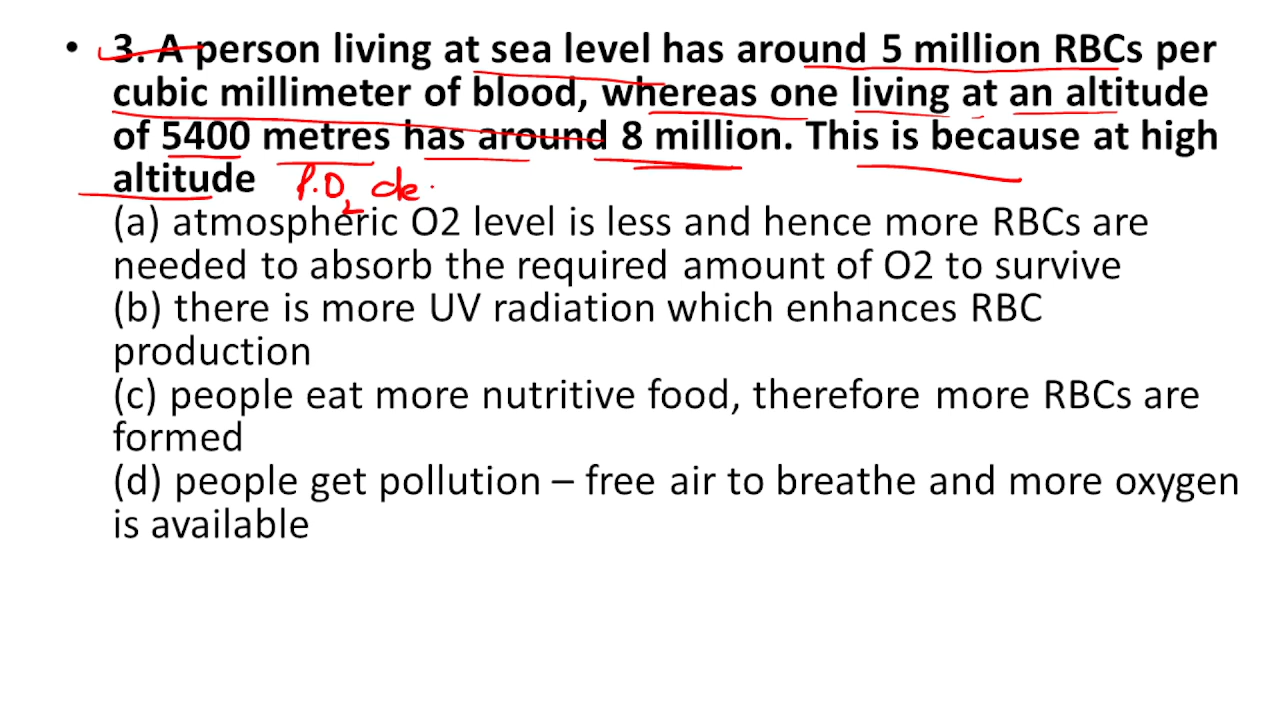 • 3. A person living at sea level has around 5 million RBCs per
cubic millimeter of blood, whereas one living at an altitude
of 5400 metres has around 8 million. This is because at high
altitude P.O2 de.
(a) atmospheric O2 level is less and hence more RBCs are
needed to absorb the required amount of O2 to survive
(b) there is more UV radiation which enhances RBC
production
(c) people eat more nutritive food, therefore more RBCs are
formed
(d) people get pollution – free air to breathe and more oxygen
is available